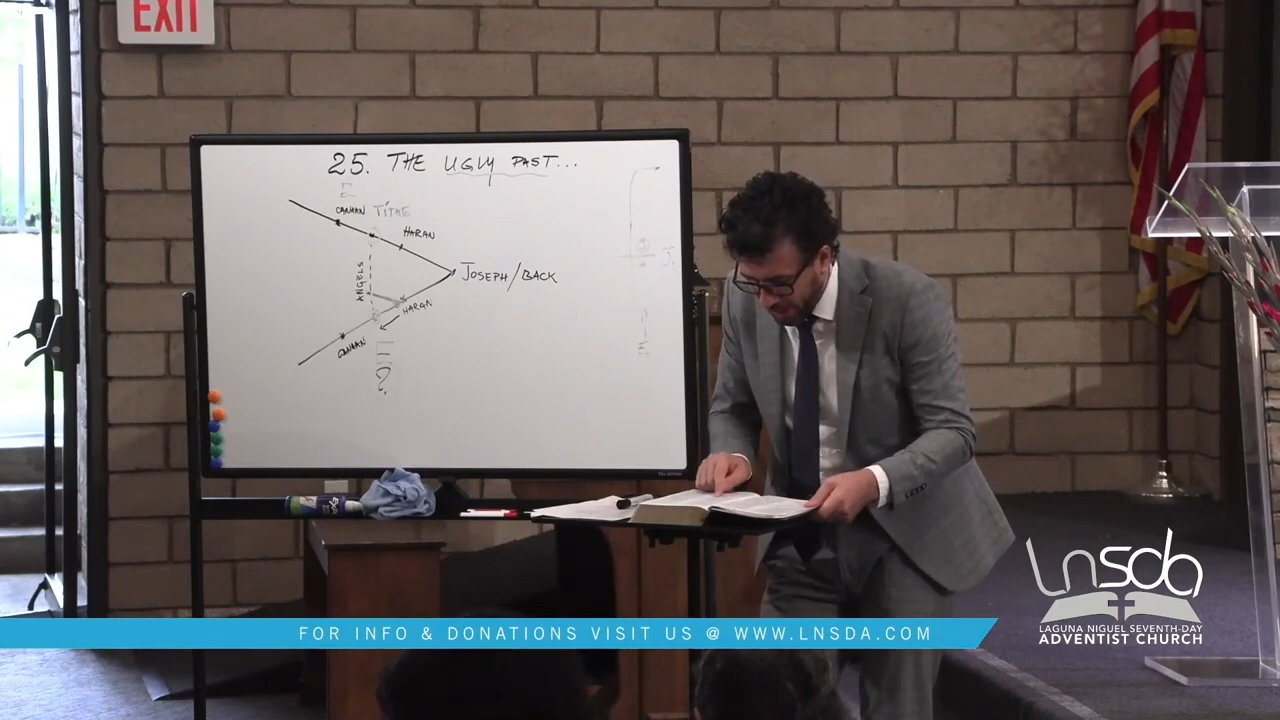 EXIT
25. THE UGLY PAST...
CANAAN
TITHE
HARAN
ANGELS
JOSEPH/BACK
HARAN
CANAAN
?
FOR INFO & DONATIONS VISIT US @ WWW.LNSDA.COM
LNSDA
LAGUNA NIGUEL SEVENTH-DAY
ADVENTIST CHURCH